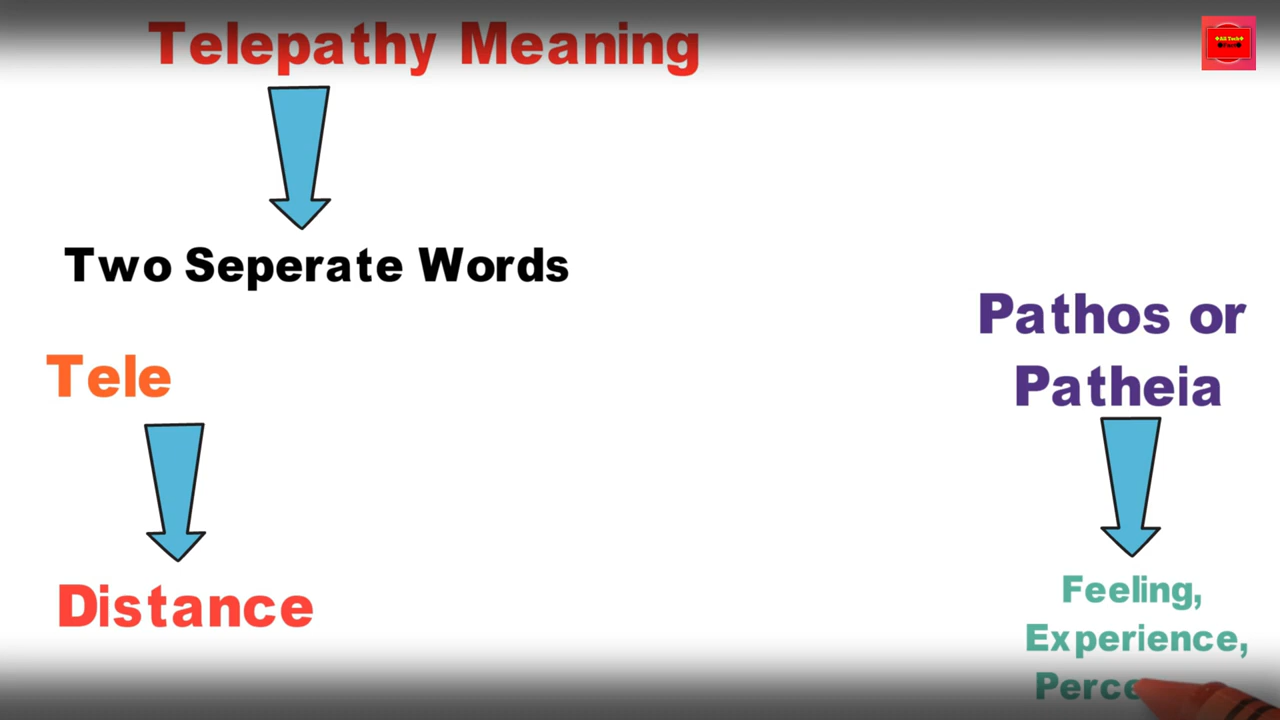 Telepathy Meaning
Two Seperate Words
Tele
Pathos or
Patheia
Distance
Feeling,
Experience,